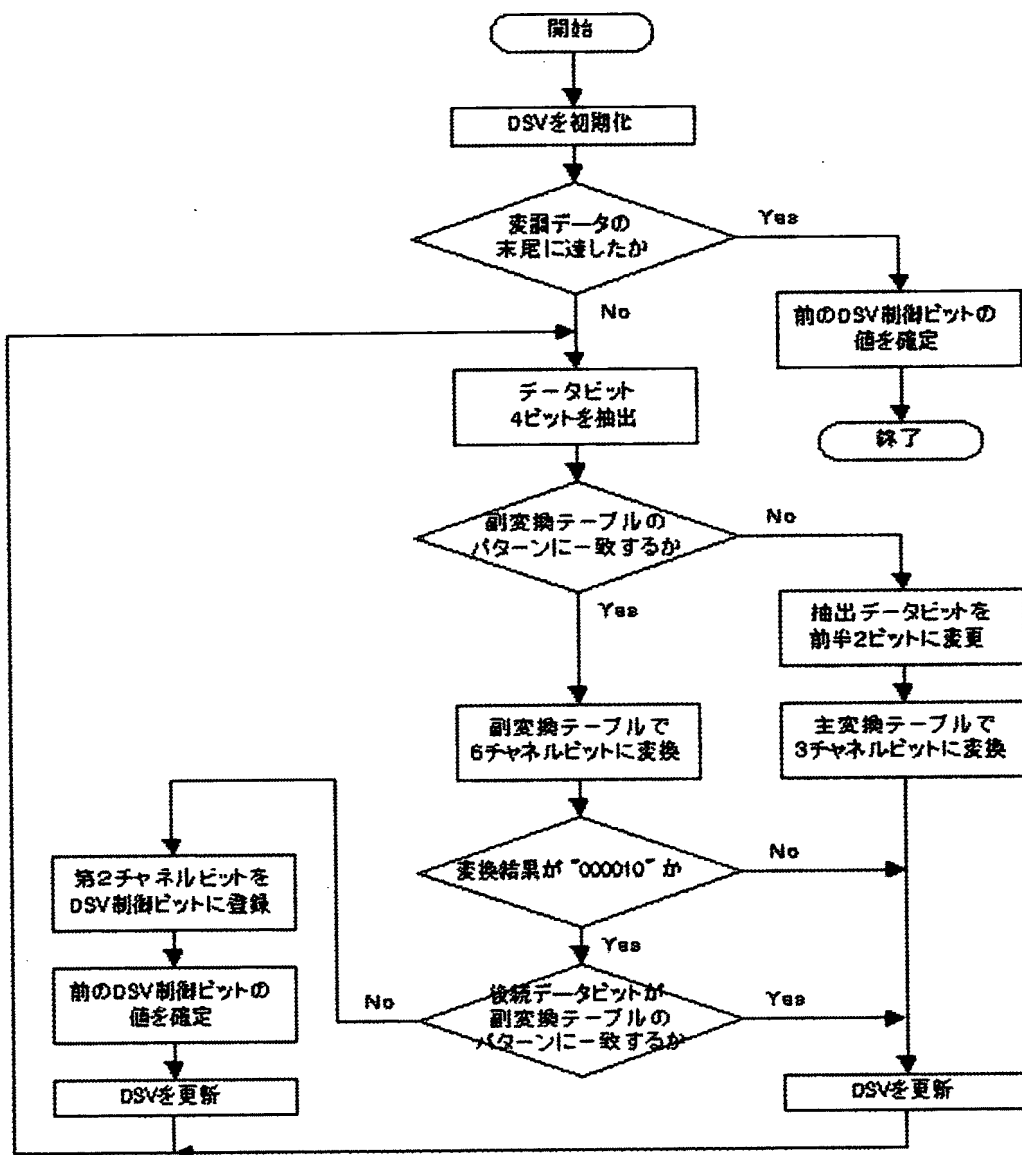 開始
DSVを初期化
変調データの
末尾に達したか
Yes
No
前のDSV制御ビットの
値を確定
終了
データビット
4ビットを抽出
副変換テーブルの
パターンに一致するか
No
Yes
抽出データビットを
前半2ビットに変更
副変換テーブルで
6チャネルビットに変換
主変換テーブルで
3チャネルビットに変換
変換結果が"000010"か
No
Yes
第2チャネルビットを
DSV制御ビットに登録
前のDSV制御ビットの
値を確定
No
後続データビットが
副変換テーブルの
パターンに一致するか
Yes
DSVを更新
DSVを更新